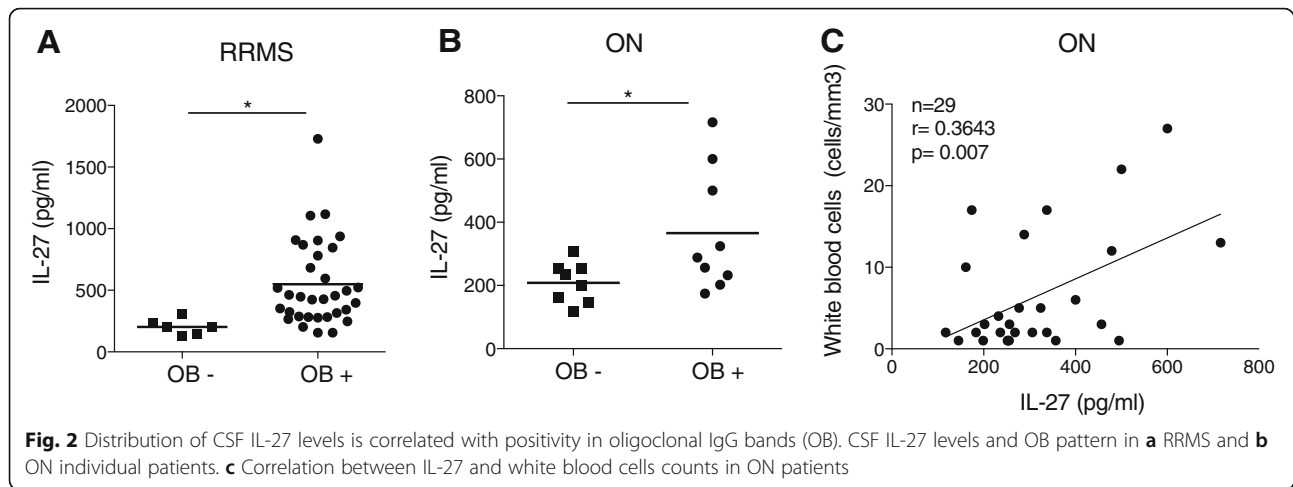 A
RRMS
*
IL-27 (pg/ml)
2000
1500
1000
500
0
OB -
OB +
B
ON
*
IL-27 (pg/ml)
800
600
400
200
0
OB -
OB +
C
ON
White blood cells (cells/mm3)
n=29
r= 0.3643
p= 0.007
30
20
10
0
0
200
400
600
800
IL-27 (pg/ml)
Fig. 2 Distribution of CSF IL-27 levels is correlated with positivity in oligoclonal IgG bands (OB). CSF IL-27 levels and OB pattern in a RRMS and b
ON individual patients. c Correlation between IL-27 and white blood cells counts in ON patients